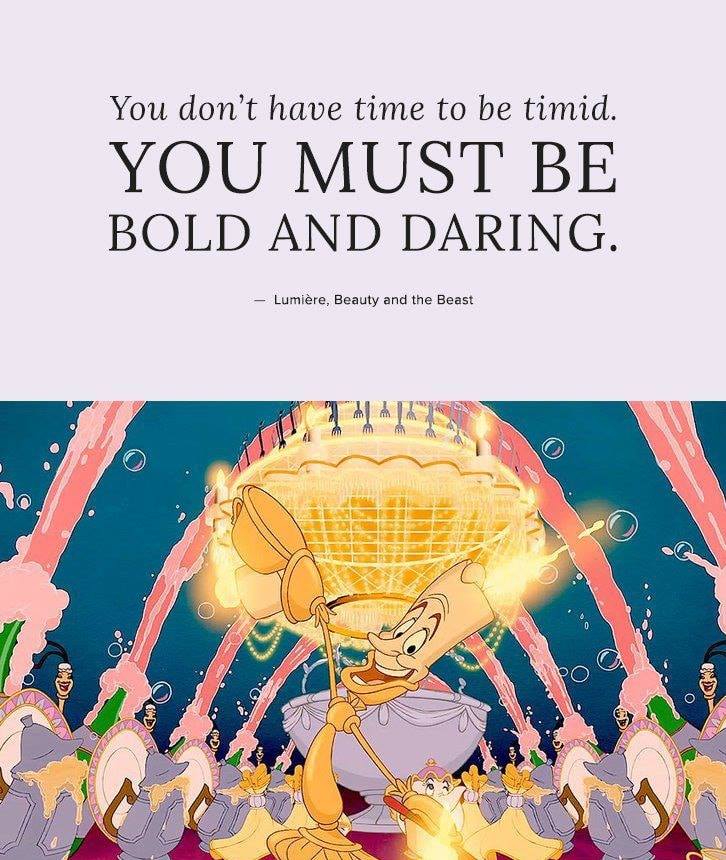 You don’t have time to be timid.
YOU MUST BE
BOLD AND DARING.
— Lumière, Beauty and the Beast